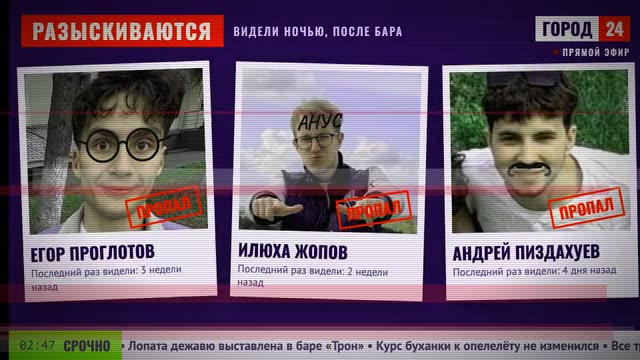 РАЗЫСКИВАЮТСЯ
ВИДЕЛИ НОЧЬЮ, ПОСЛЕ БАРА
ГОРОД 24
ПРЯМОЙ ЭФИР
АНУС
ПРОПАЛ
ПРОПАЛ
ПРОПАЛ
ЕГОР ПРОГЛОТОВ
Последний раз видели: 3 недели
назад
ИЛЮХА ЖОПОВ
Последний раз видели: 2 недели
назад
АНДРЕЙ ПИЗДАХУЕВ
Последний раз видели: 4 дня назад
02:47 СРОЧНО • Лопата дежавю выставлена в баре «Трон» • Курс буханки к опелелёту не изменился • Все т